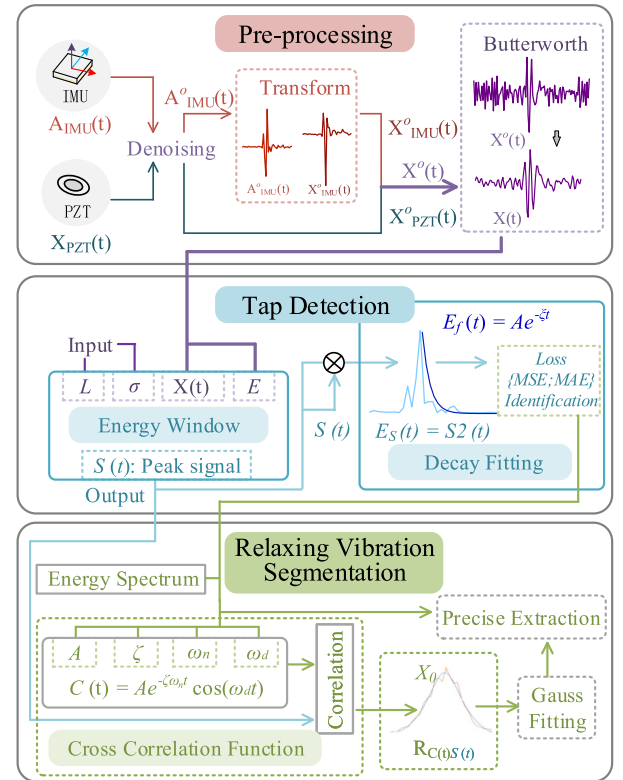 Pre-processing
IMU
A_IMU(t)
PZT
X_PZT(t)
Denoising
A^o_IMU(t)
Transform
A^o_IMU(t)
X^o_IMU(t)
X^o_IMU(t)
X^o(t)
X^o_PZT(t)
Butterworth
X^o(t)
X(t)
Tap Detection
Input
L
σ
X(t)
E
Energy Window
S (t): Peak signal
Output
S (t)
E_f (t) = Ae^-ξt
E_S (t) = S2 (t)
Loss
{MSE;MAE}
Identification
Decay Fitting
Relaxing Vibration
Segmentation
Energy Spectrum
A
ζ
ω_n
ω_d
C (t) = Ae^-ζω_n t cos(ω_d t)
Cross Correlation Function
Correlation
X_0
R_C(t)S(t)
Precise Extraction
Gauss
Fitting